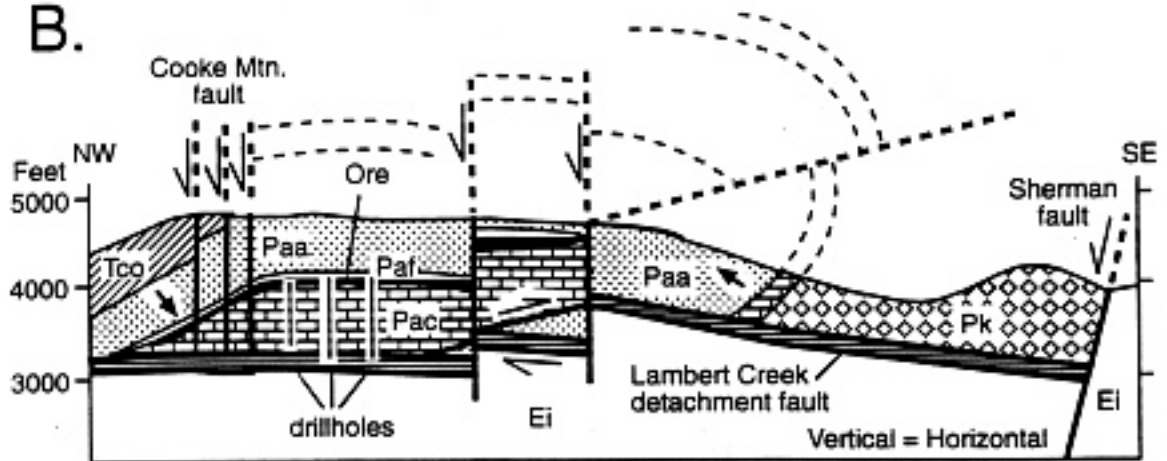 B.
Cooke Mtn.
fault
NW
Feet
5000
4000
3000
Ore
SE
Sherman
fault
Tco
Paa
Paf
Pac
Paa
Pk
Lambert Creek
detachment fault
drillholes
Ei
Ei
Vertical = Horizontal